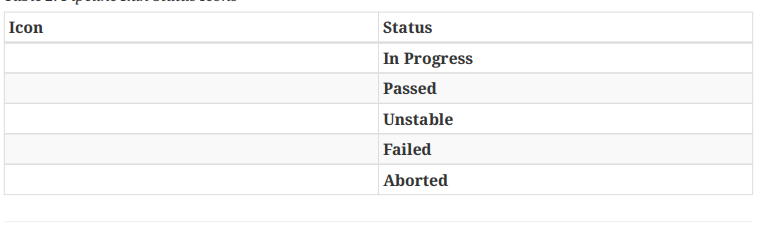 Icon Status
In Progress
Passed
Unstable
Failed
Aborted